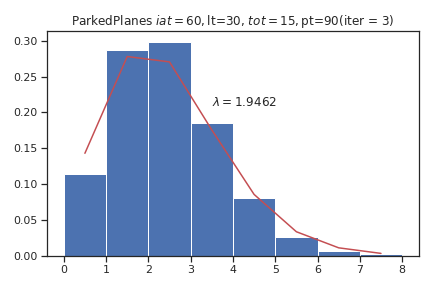 ParkedPlanes iat = 60, lt=30, tot = 15, pt=90(iter = 3)
0.30
0.25
λ = 1.9462
0.20
0.15
0.10
0.05
0.00
0 1 2 3 4 5 6 7 8